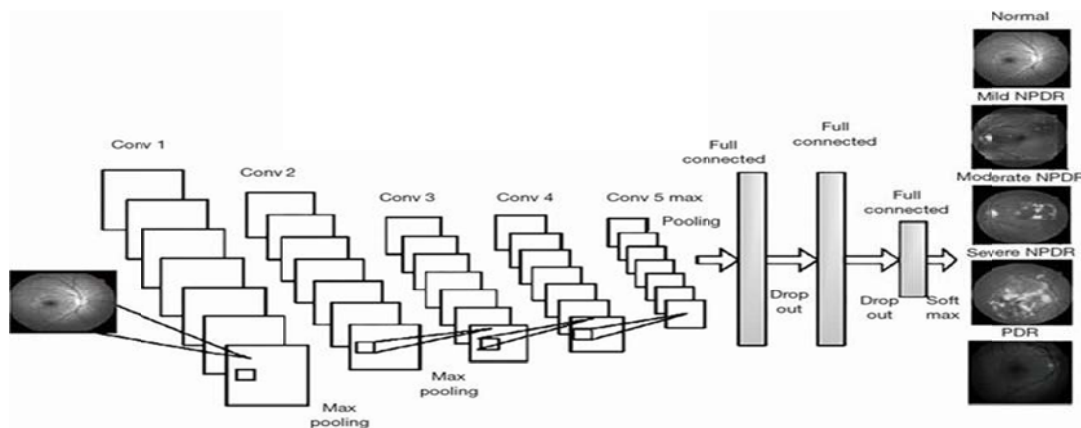 Conv 1
Max
pooling
Conv 2
Max
pooling
Conv 3
Conv 4
Conv 5 max
Pooling
Full
connected
Drop
out
Full
connected
Drop
out
Full
connected
Soft
max
Normal
Mild NPDR
Moderate NPDR
Severe NPDR
PDR